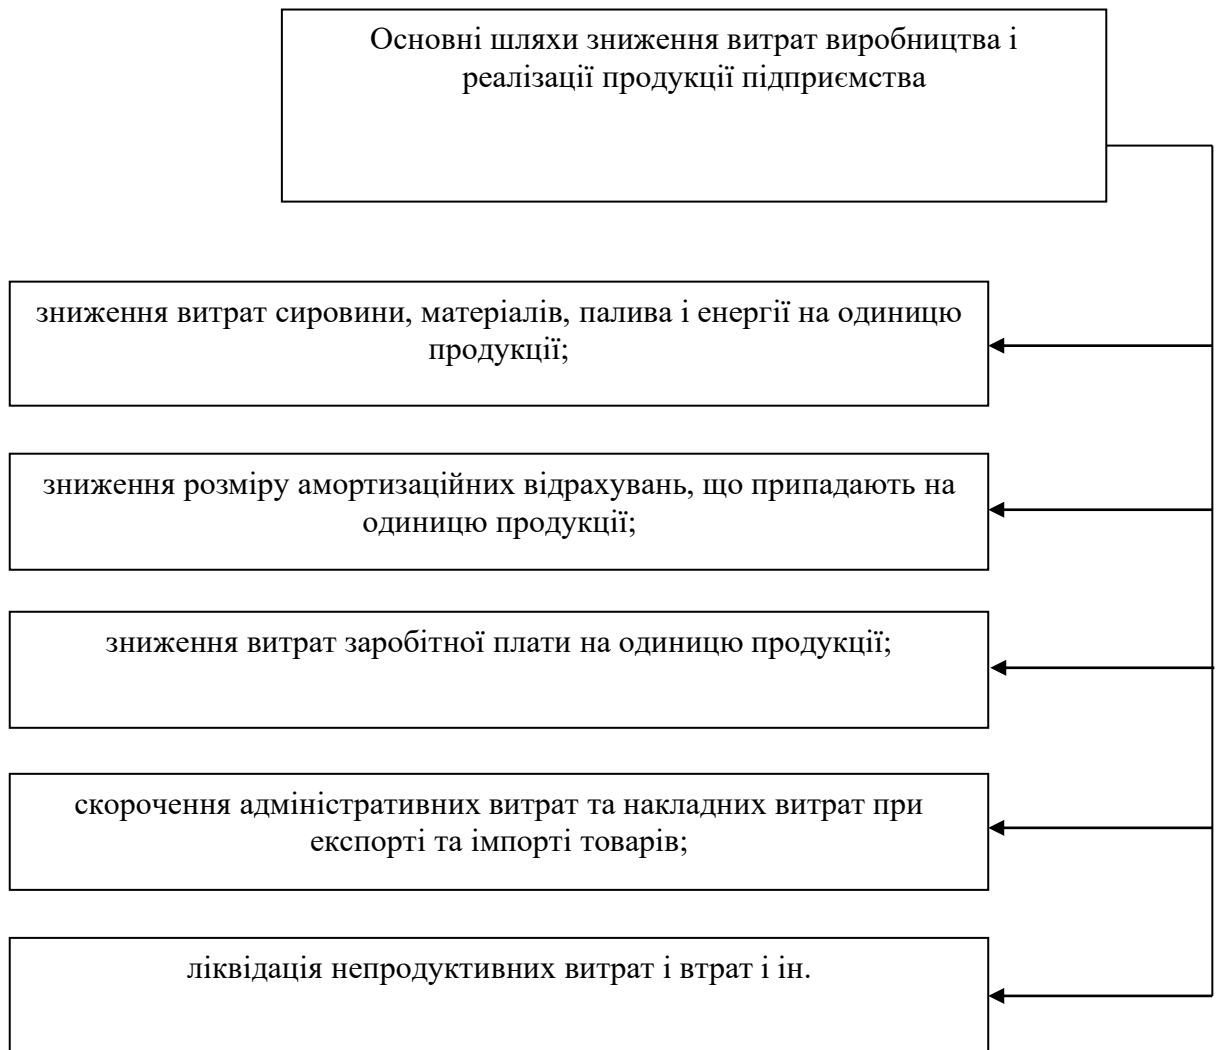 Основні шляхи зниження витрат виробництва і
реалізації продукції підприємства
зниження витрат сировини, матеріалів, палива і енергії на одиницю
продукції;
зниження розміру амортизаційних відрахувань, що припадають на
одиницю продукції;
зниження витрат заробітної плати на одиницю продукції;
скорочення адміністративних витрат та накладних витрат при
експорті та імпорті товарів;
ліквідація непродуктивних витрат і втрат і ін.